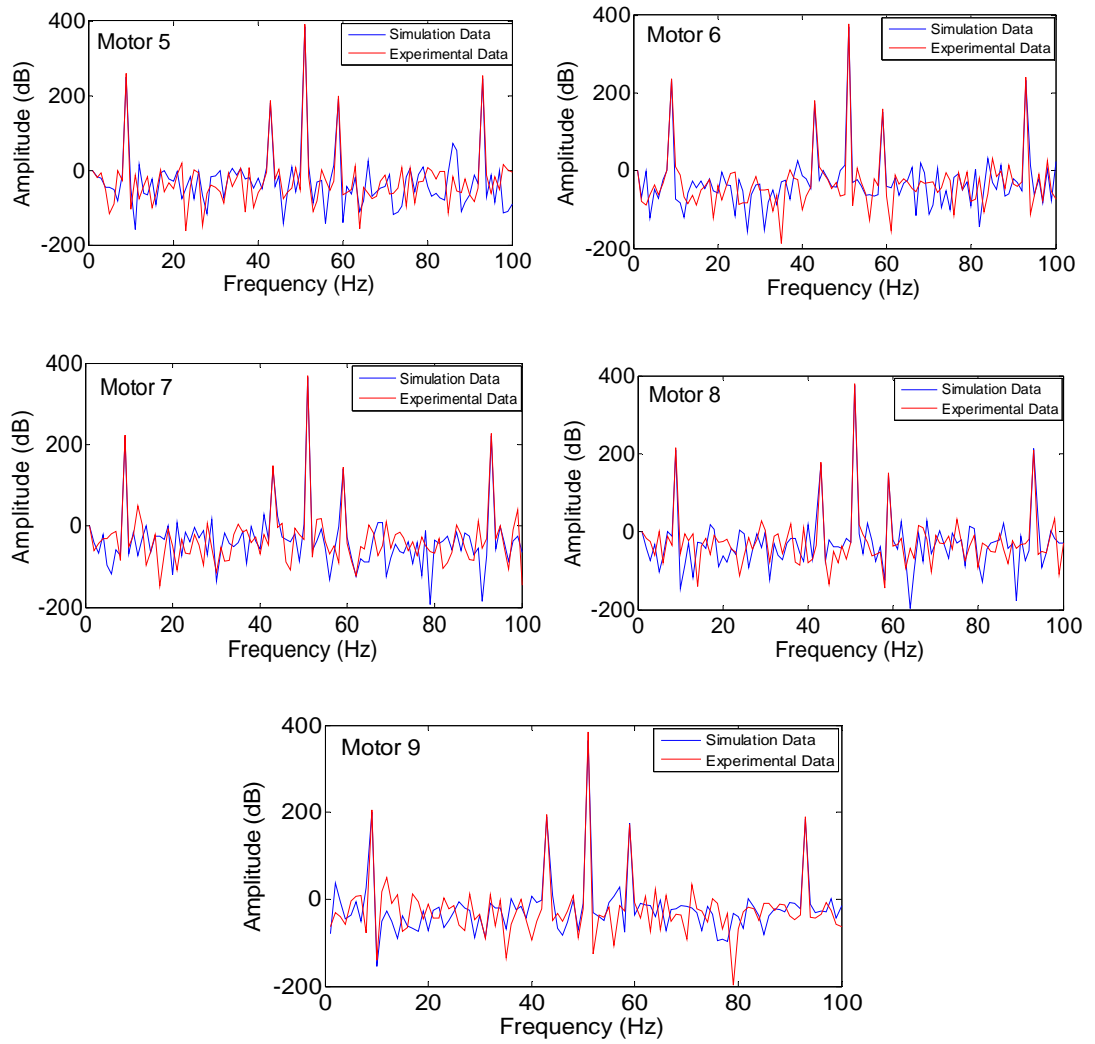 400
200
0
-200
Amplitude (dB)
Motor 5
Simulation Data
Experimental Data
0 20 40 60 80 100
Frequency (Hz)
400
200
0
-200
Amplitude (dB)
Motor 6
Simulation Data
Experimental Data
0 20 40 60 80 100
Frequency (Hz)
400
200
0
-200
Amplitude (dB)
Motor 7
Simulation Data
Experimental Data
0 20 40 60 80 100
Frequency (Hz)
400
200
0
-200
Amplitude (dB)
Motor 8
Simulation Data
Experimental Data
0 20 40 60 80 100
Frequency (Hz)
400
200
0
-200
Amplitude (dB)
Motor 9
Simulation Data
Experimental Data
0 20 40 60 80 100
Frequency (Hz)